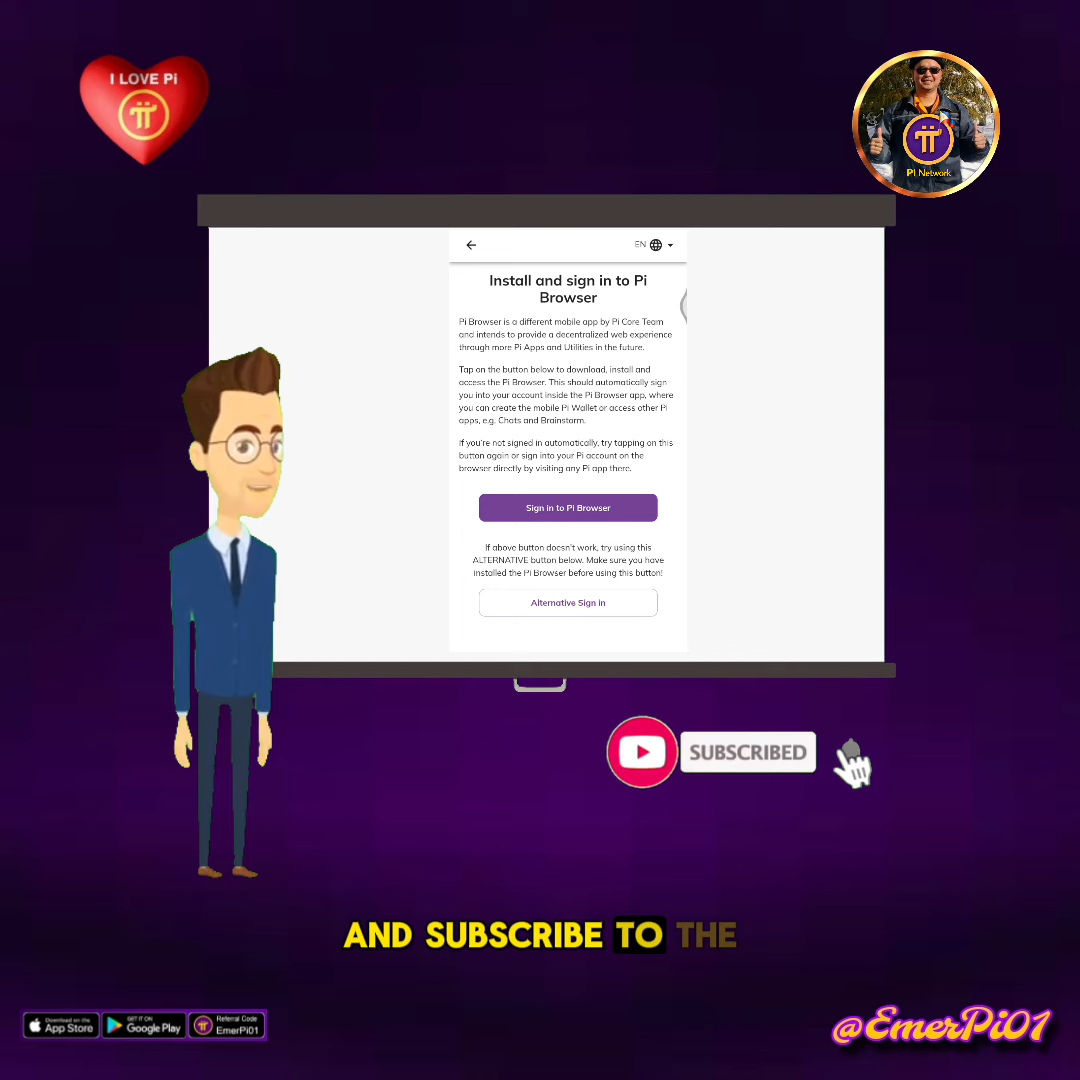 I LOVE Pi
Pi Network
EN
Install and sign in to Pi
Browser
Pi Browser is a different mobile app by Pi Core Team
and intends to provide a decentralized web experience
through more Pi Apps and Utilities in the future.
Tap on the button below to download, install and
access the Pi Browser. This should automatically sign
you into your account inside the Pi Browser app, where
you can create the mobile Pi Wallet or access other Pi
apps, e.g. Chats and Brainstorm.
If you're not signed in automatically, try tapping on this
button again or sign into your Pi account on the
browser directly by visiting any Pi app there.
Sign in to Pi Browser
If above button doesn't work, try using this
ALTERNATIVE button below. Make sure you have
installed the Pi Browser before using this button!
Alternative Sign in
SUBSCRIBED
AND SUBSCRIBE TO THE
Download on the
App Store
GET IT ON
Google Play
Referral Code
EmerPi01
@EmerPi01